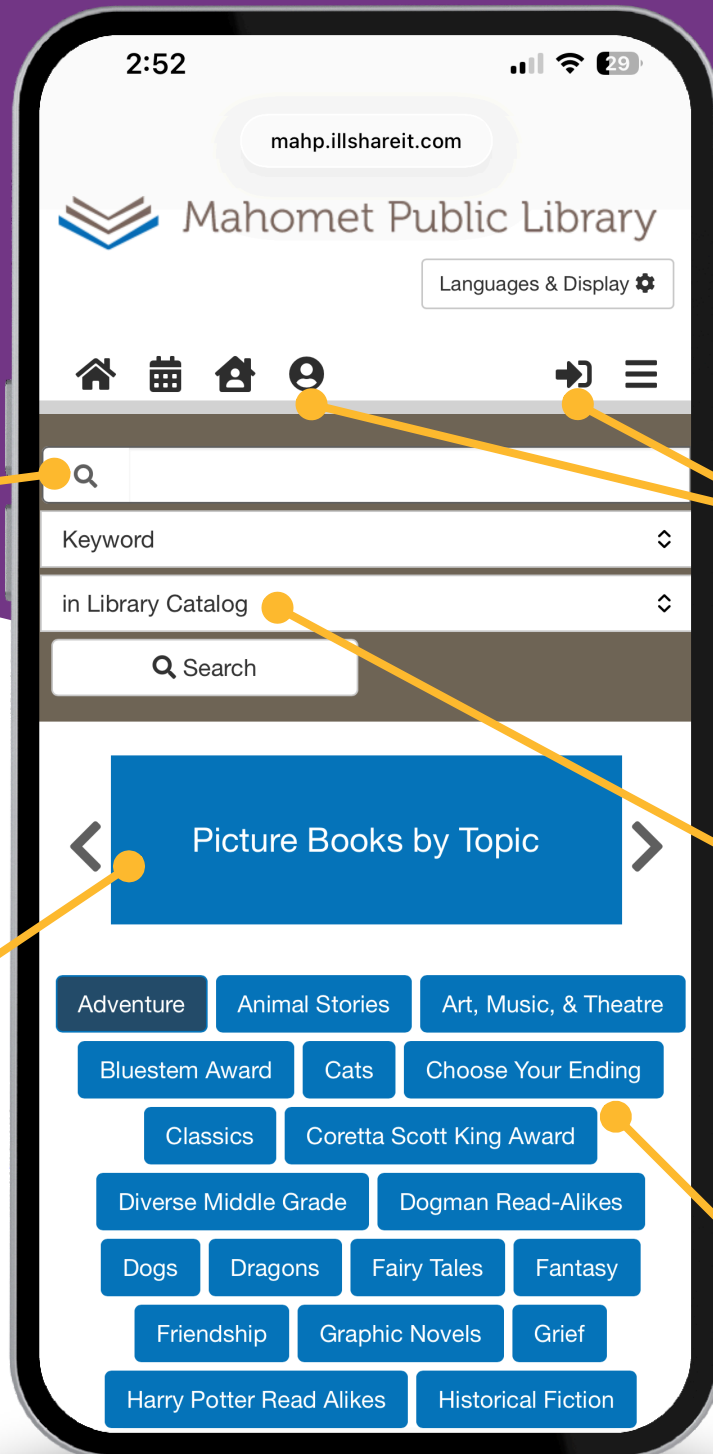 2:52 29
mahp.illshareit.com
Mahomet Public Library
Languages & Display
Keyword
in Library Catalog
Search
Picture Books by Topic
Adventure Animal Stories Art, Music, & Theatre
Bluestem Award Cats Choose Your Ending
Classics Coretta Scott King Award
Diverse Middle Grade Dogman Read-Alikes
Dogs Dragons Fairy Tales Fantasy
Friendship Graphic Novels Grief
Harry Potter Read Alikes Historical Fiction